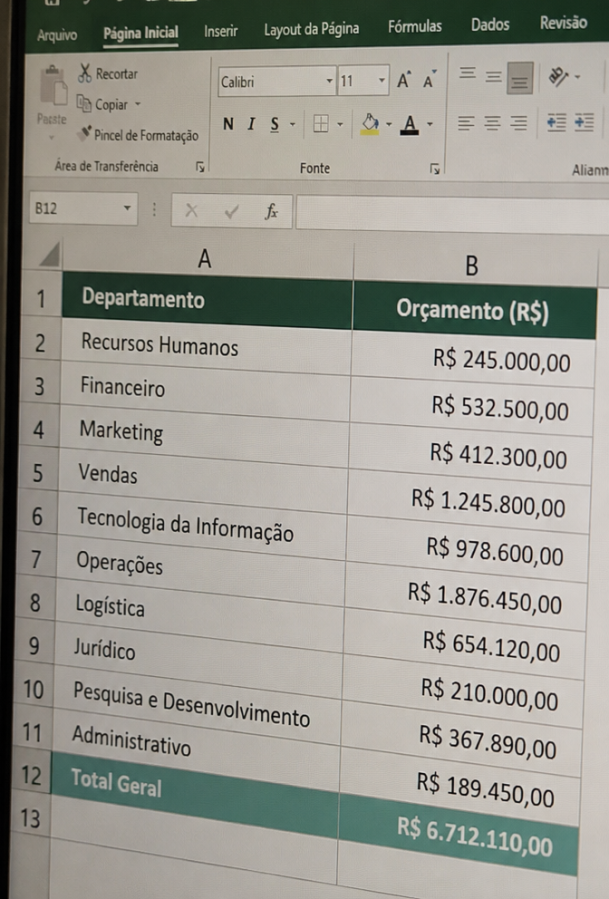 Arquivo Página Inicial Inserir Layout da Página Fórmulas Dados Revisão
Recortar
Copiar
Paste
Pincel de Formatação
Área de Transferência
Calibri 11 A A
N I S A
Fonte
B12 fx
A B
1 Departamento Orçamento (R$)
2 Recursos Humanos R$ 245.000,00
3 Financeiro R$ 532.500,00
4 Marketing R$ 412.300,00
5 Vendas R$ 1.245.800,00
6 Tecnologia da Informação R$ 978.600,00
7 Operações R$ 1.876.450,00
8 Logística R$ 654.120,00
9 Jurídico R$ 210.000,00
10 Pesquisa e Desenvolvimento R$ 367.890,00
11 Administrativo R$ 189.450,00
12 Total Geral R$ 6.712.110,00
13